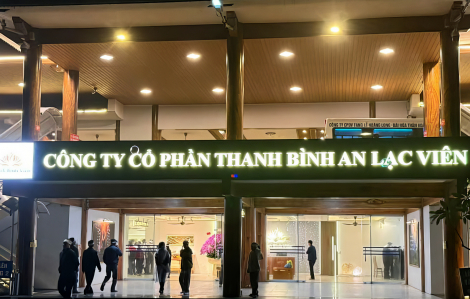 CÔNG TY CỔ PHẦN THANH BÌNH AN LẠC VIÊN